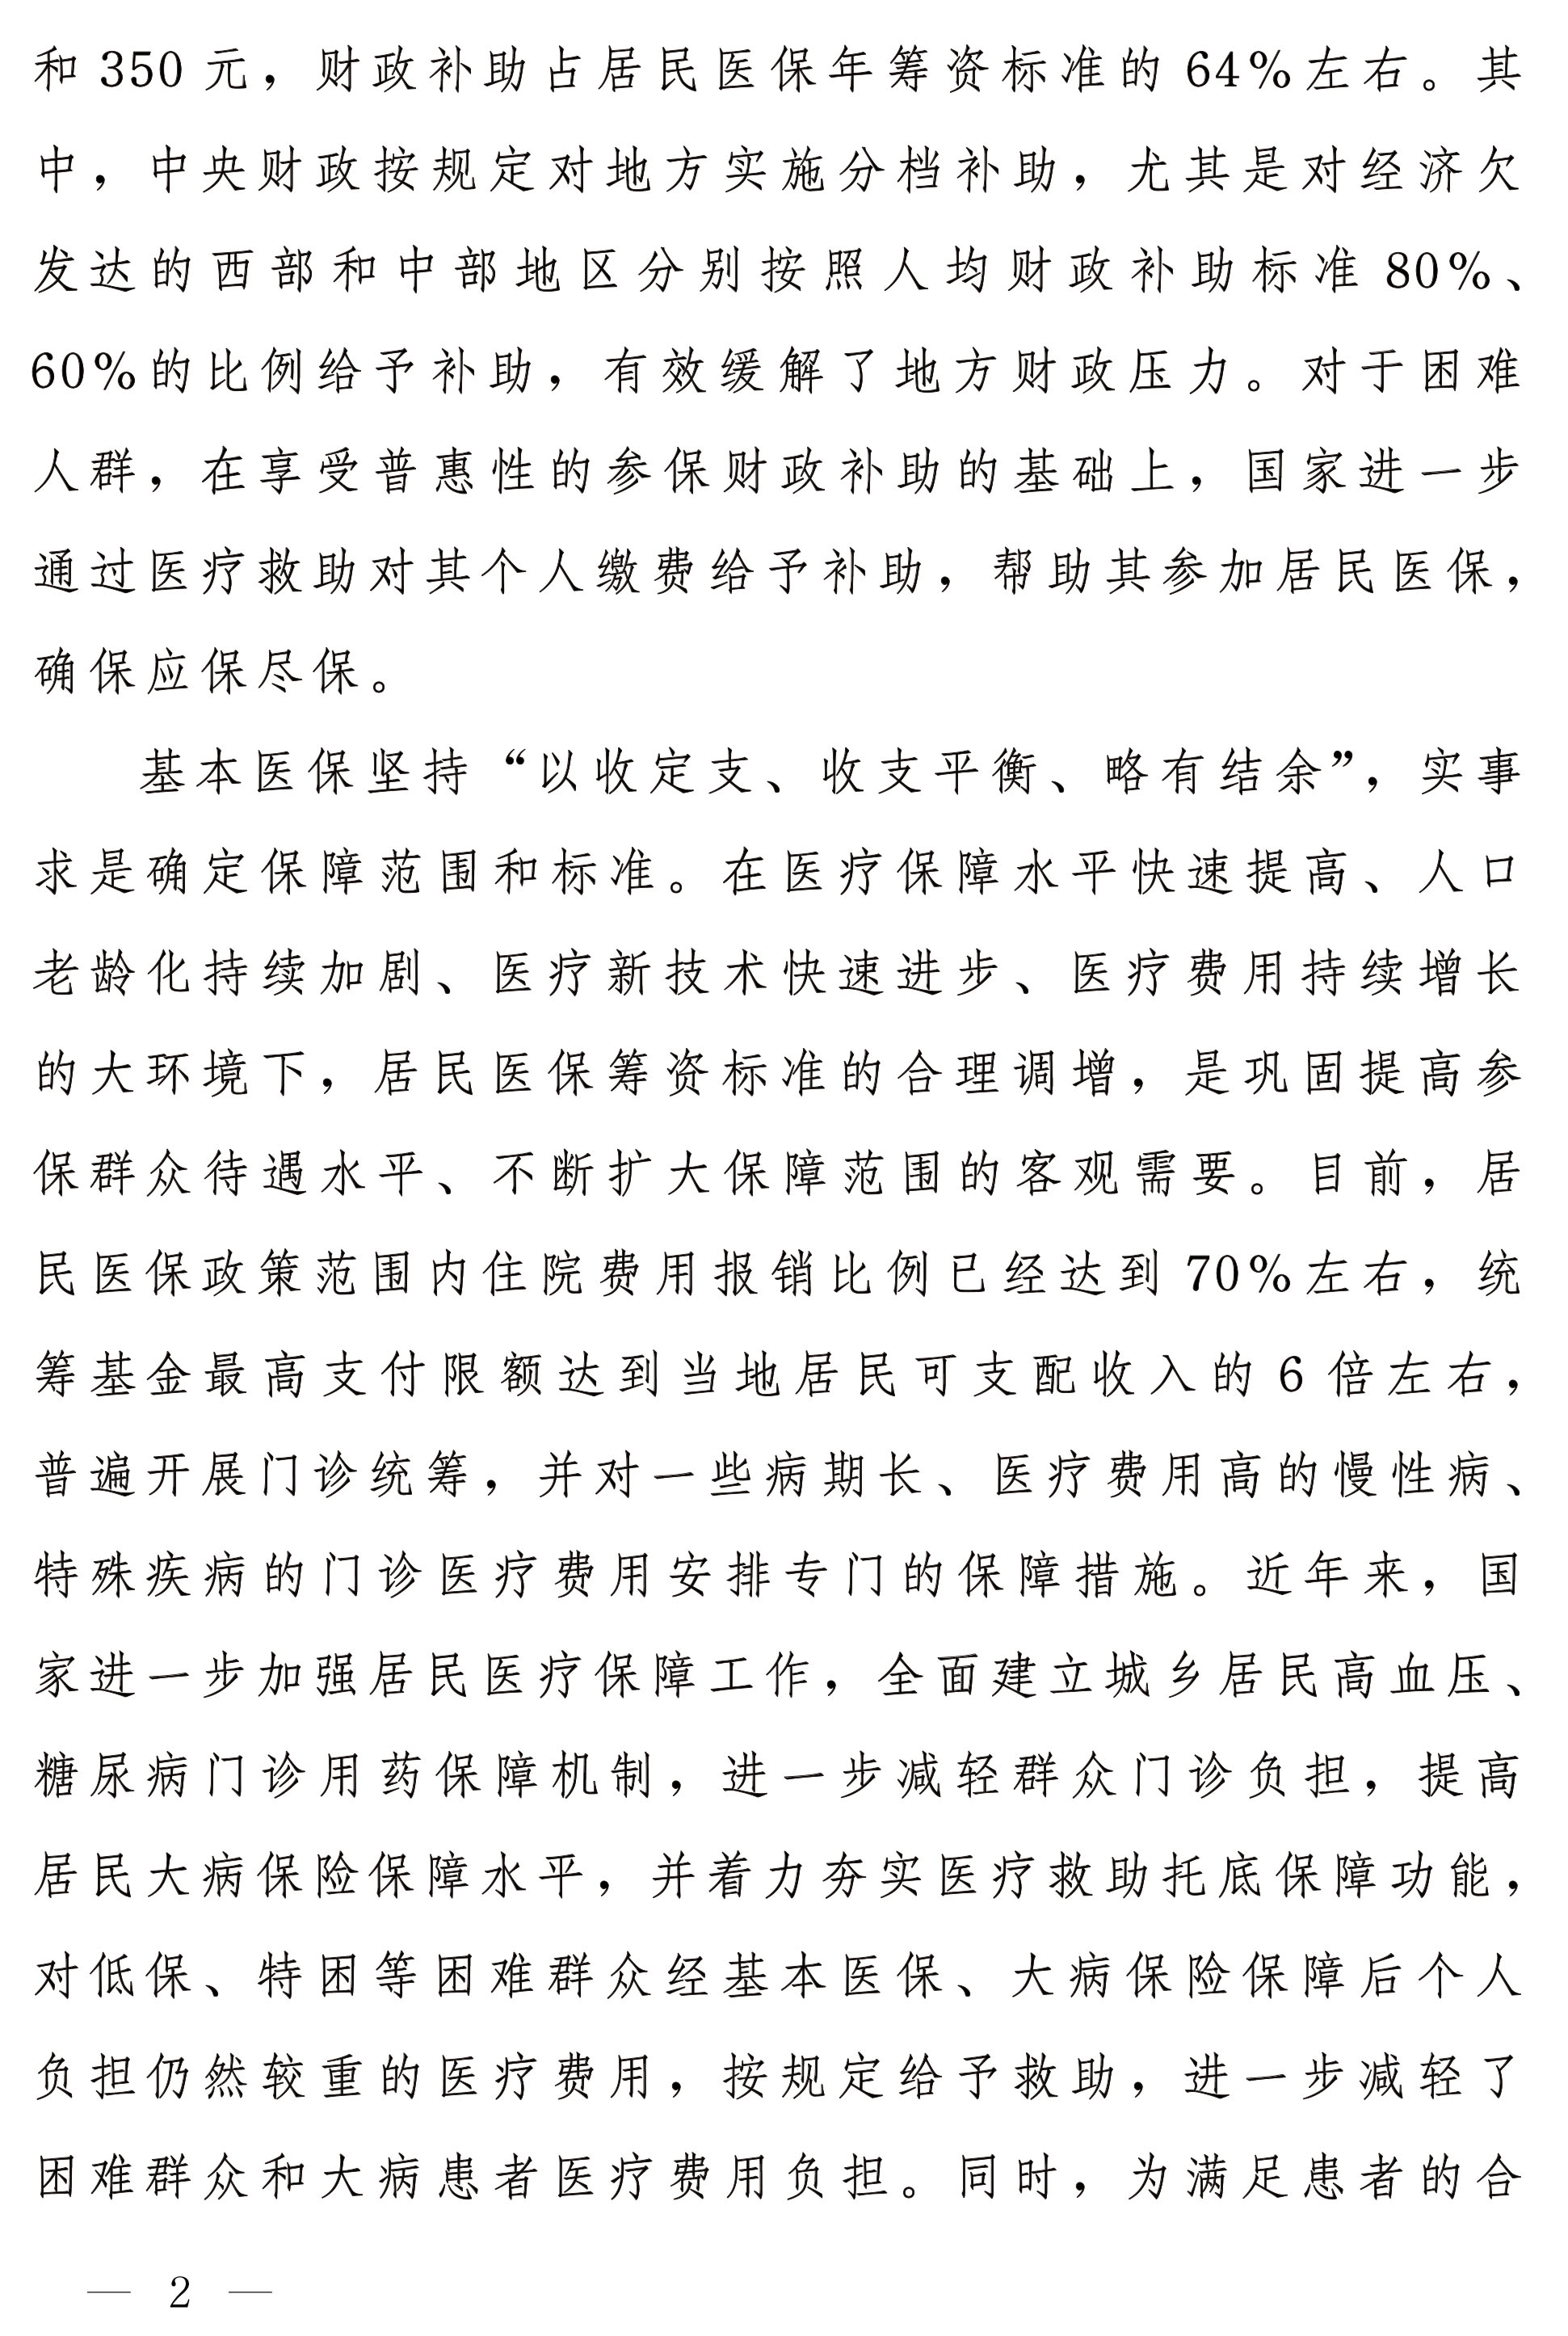 和 350 元，财政补助占居民医保年筹资标准的 64%左右。其
中，中央财政按规定对地方实施分档补助，尤其是对经济欠
发达的西部和中部地区分别按照人均财政补助标准 80%、
60%的比例给予补助，有效缓解了地方财政压力。对于困难
人群，在享受普惠性的参保财政补助的基础上，国家进一步
通过医疗救助对其个人缴费给予补助，帮助其参加居民医保，
确保应保尽保。
基本医保坚持“以收定支、收支平衡、略有结余”，实事
求是确定保障范围和标准。在医疗保障水平快速提高、人口
老龄化持续加剧、医疗新技术快速进步、医疗费用持续增长
的大环境下，居民医保筹资标准的合理调增，是巩固提高参
保群众待遇水平、不断扩大保障范围的客观需要。目前，居
民医保政策范围内住院费用报销比例已经达到 70%左右，统
筹基金最高支付限额达到当地居民可支配收入的 6 倍左右，
普遍开展门诊统筹，并对一些病期长、医疗费用高的慢性病、
特殊疾病的门诊医疗费用安排专门的保障措施。近年来，国
家进一步加强居民医疗保障工作，全面建立城乡居民高血压、
糖尿病门诊用药保障机制，进一步减轻群众门诊负担，提高
居民大病保险保障水平，并着力夯实医疗救助托底保障功能，
对低保、特困等困难群众经基本医保、大病保险保障后个人
负担仍然较重的医疗费用，按规定给予救助，进一步减轻了
困难群众和大病患者医疗费用负担。同时，为满足患者的合
— 2 —